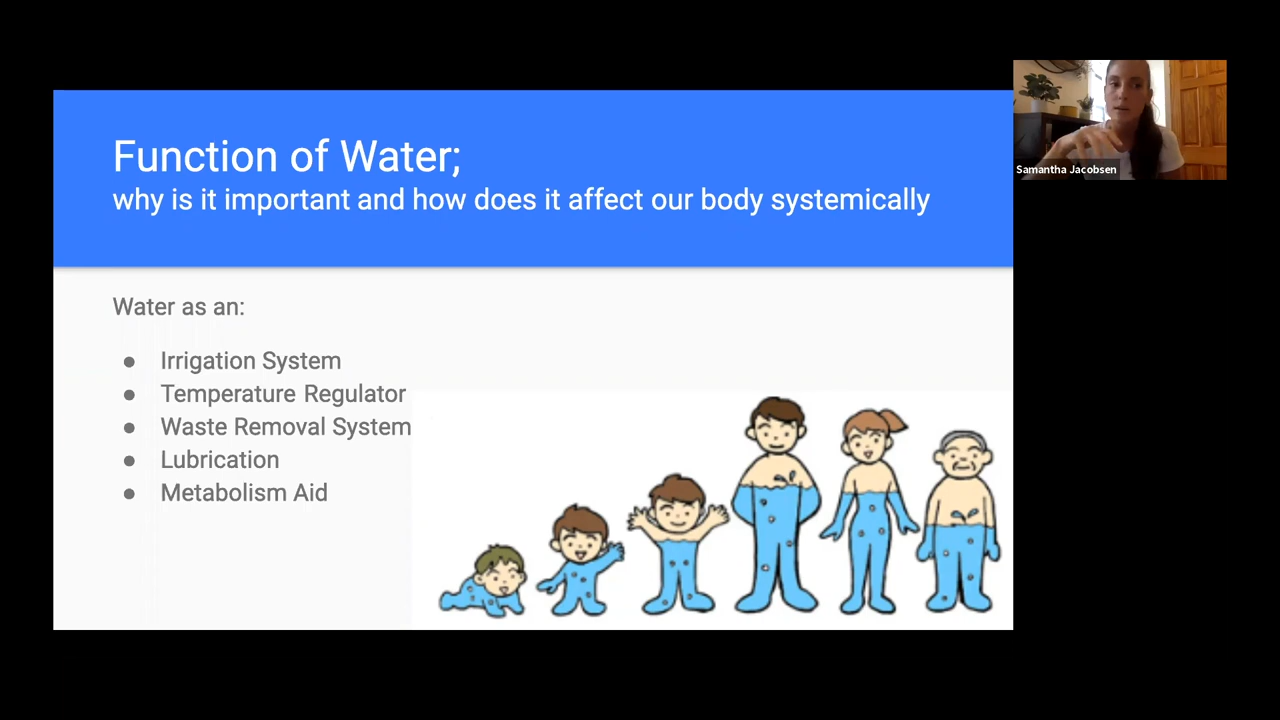 Function of Water;
why is it important and how does it affect our body systemically
Samantha Jacobsen
Water as an:
● Irrigation System
● Temperature Regulator
● Waste Removal System
● Lubrication
● Metabolism Aid